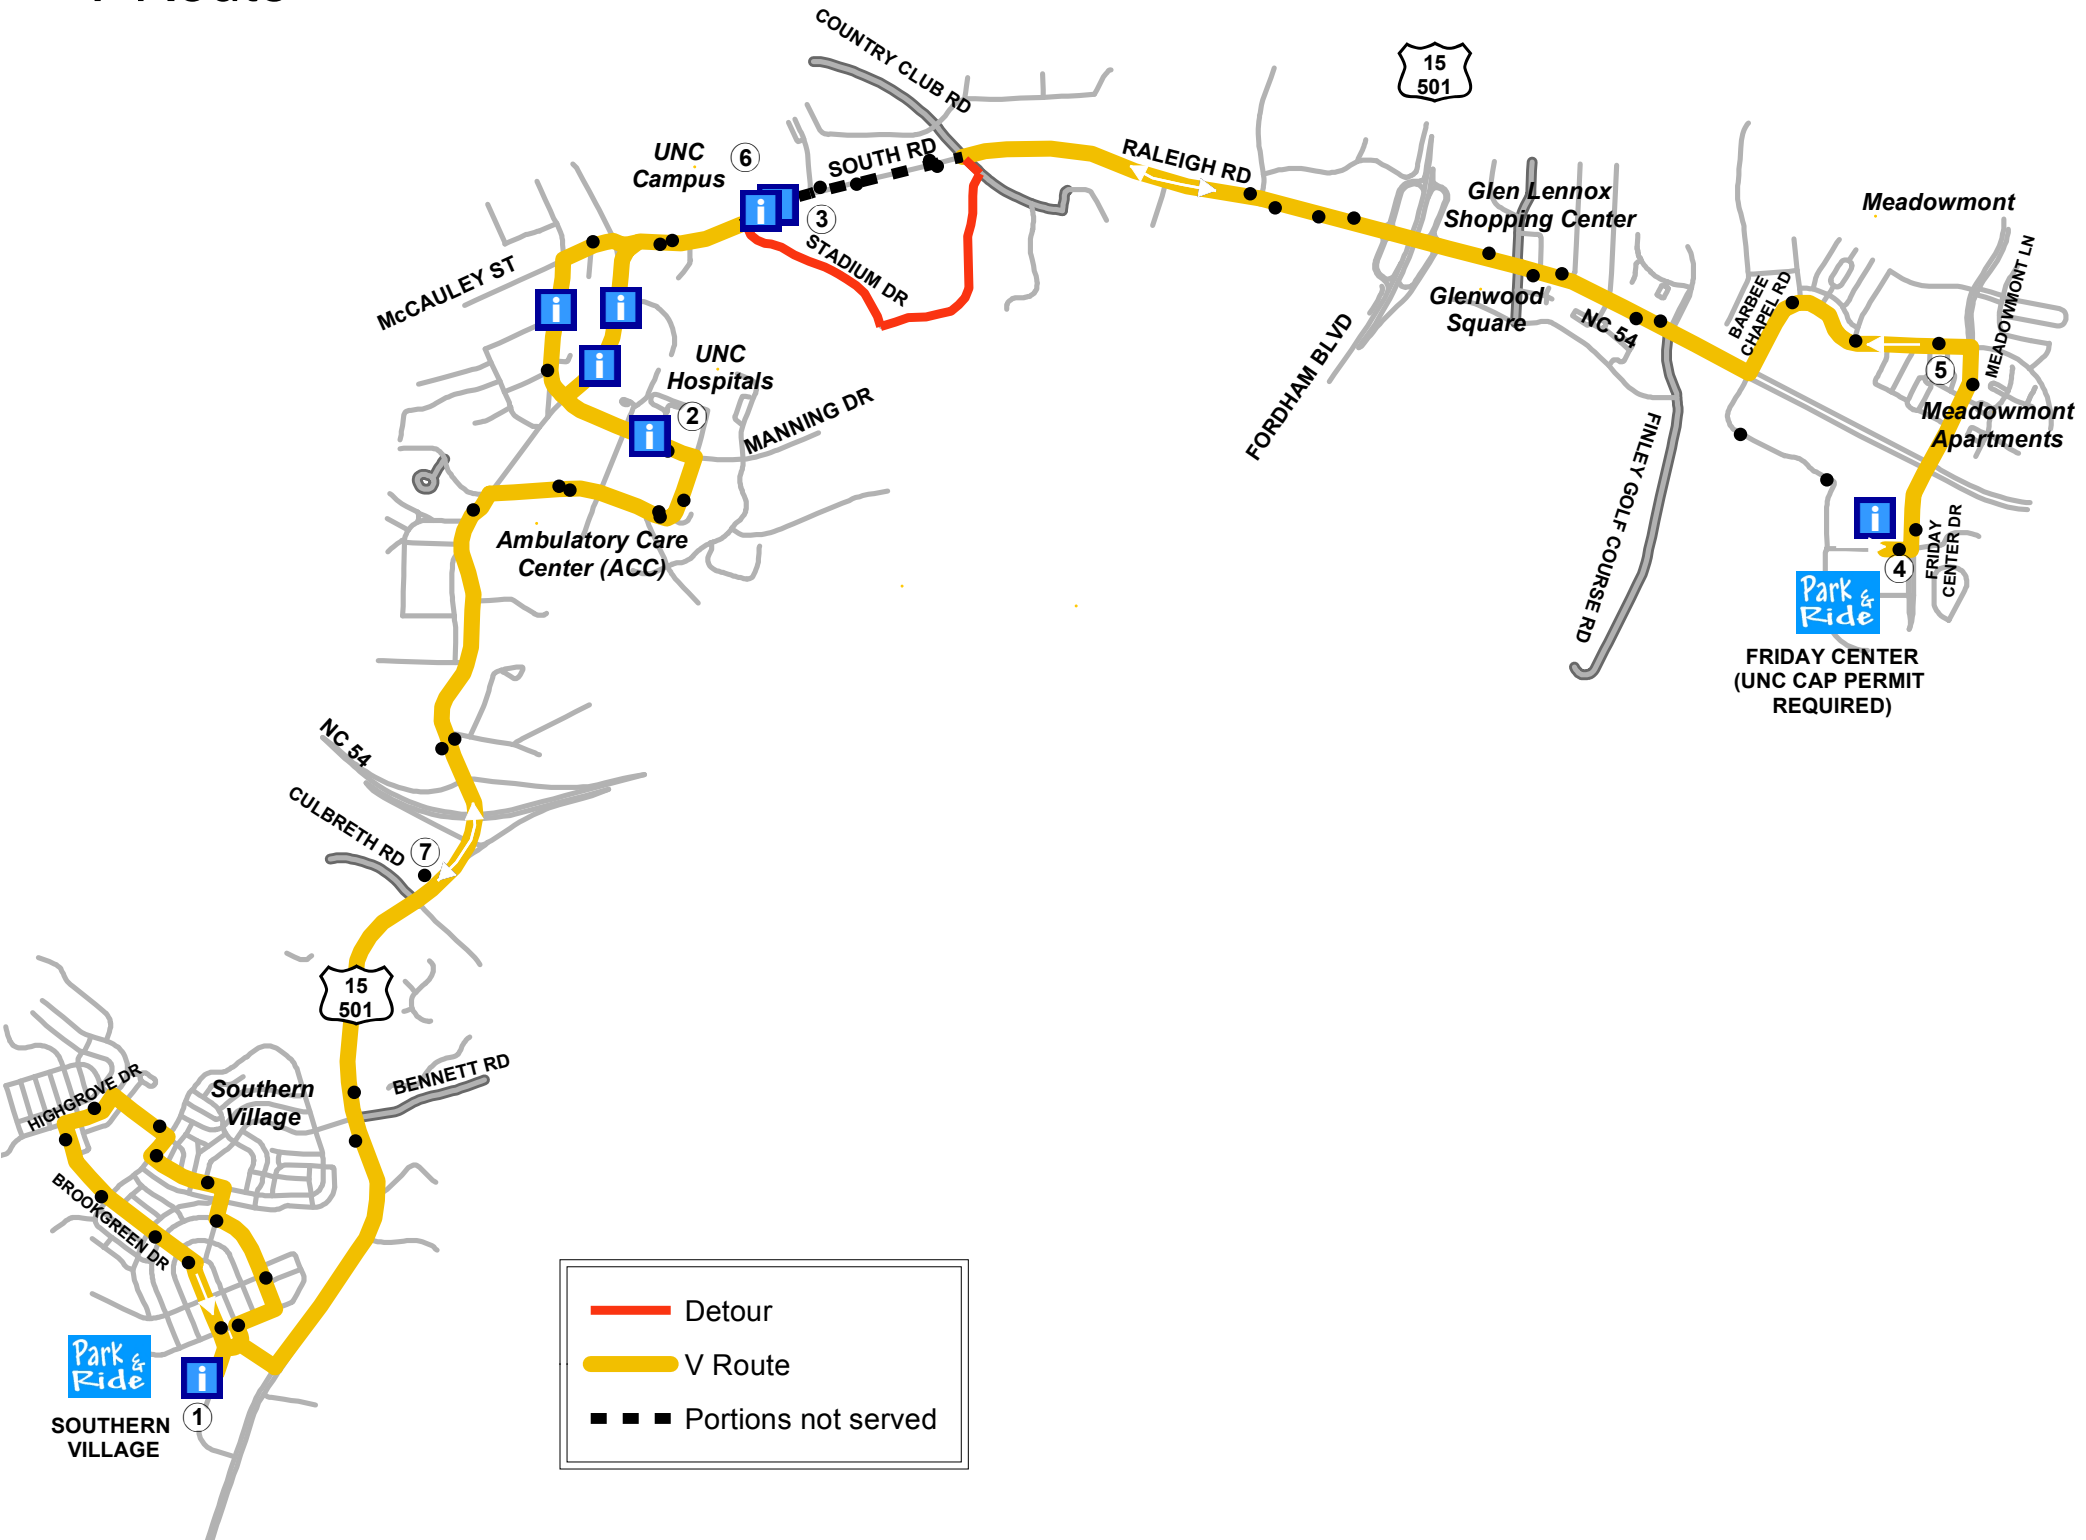 V Route
COUNTRY CLUB RD
15
501
UNC
Campus
6
SOUTH RD
RALEIGH RD
3
STADIUM DR
Glen Lennox
Shopping Center
Meadowmont
MEADOWMONT LN
McCAULEY ST
Glenwood
Square
NC 54
BARBEE
CHAPEL RD
5
UNC
Hospitals
2
MANNING DR
FORDHAM BLVD
FINLEY GOLF COURSE RD
Meadowmont
Apartments
Ambulatory Care
Center (ACC)
FRIDAY
CENTER DR
4
Park &
Ride
FRIDAY CENTER
(UNC CAP PERMIT
REQUIRED)
NC 54
CULBRETH RD
7
15
501
BENNETT RD
HIGHGROVE DR
Southern
Village
BROOKGREEN DR
Park &
Ride
1
SOUTHERN
VILLAGE
Detour
V Route
Portions not served